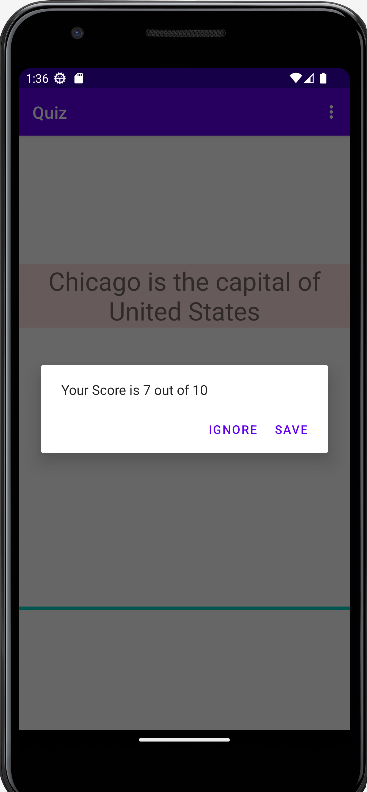 1:36
Quiz
Chicago is the capital of
United States
Your Score is 7 out of 10
IGNORE SAVE